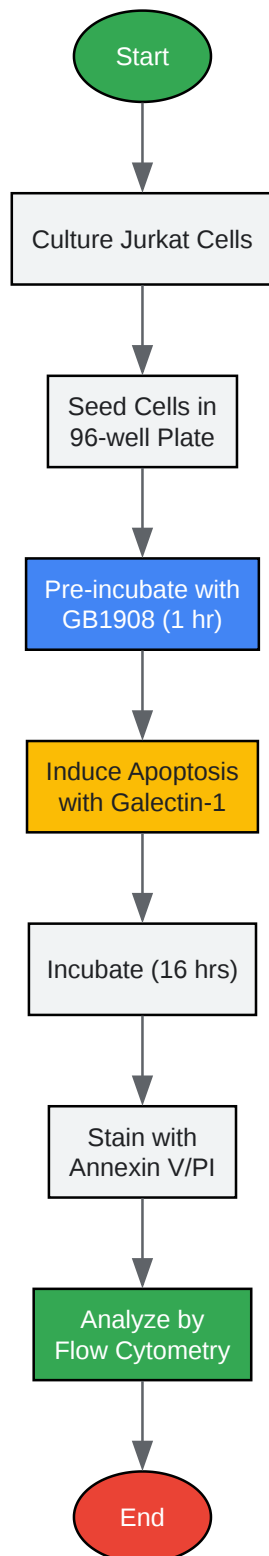 Start
Culture Jurkat Cells
Seed Cells in
96-well Plate
Pre-incubate with
GB1908 (1 hr)
Induce Apoptosis
with Galectin-1
Incubate (16 hrs)
Stain with
Annexin V/PI
Analyze by
Flow Cytometry
End